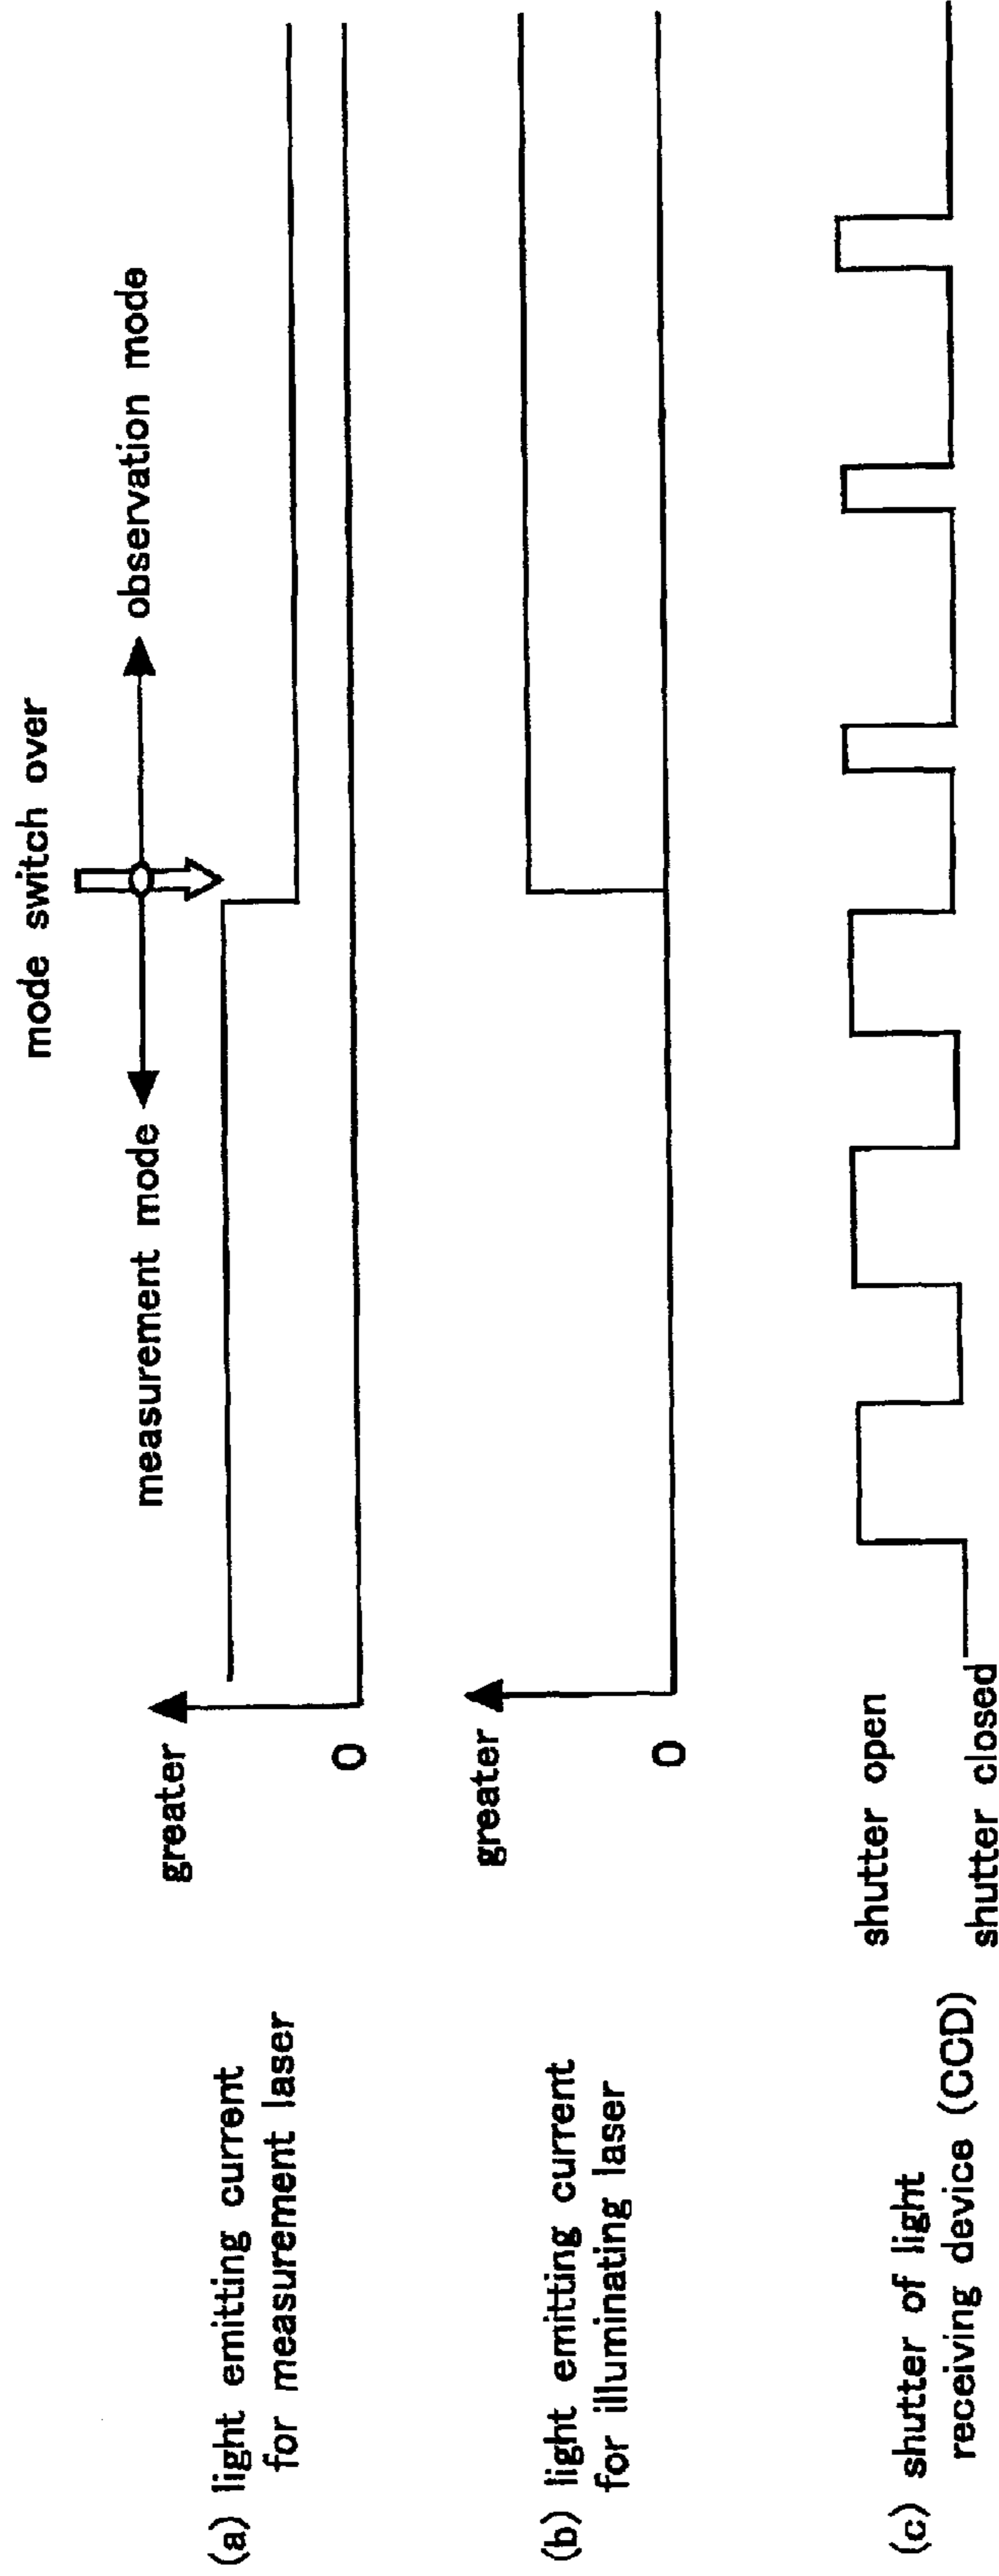 mode switch over
measurement mode
observation mode
(a) light emitting current
for measurement laser
greater
0
(b) light emitting current
for illuminating laser
greater
0
(c) shutter of light
receiving device (CCD)
shutter open
shutter closed